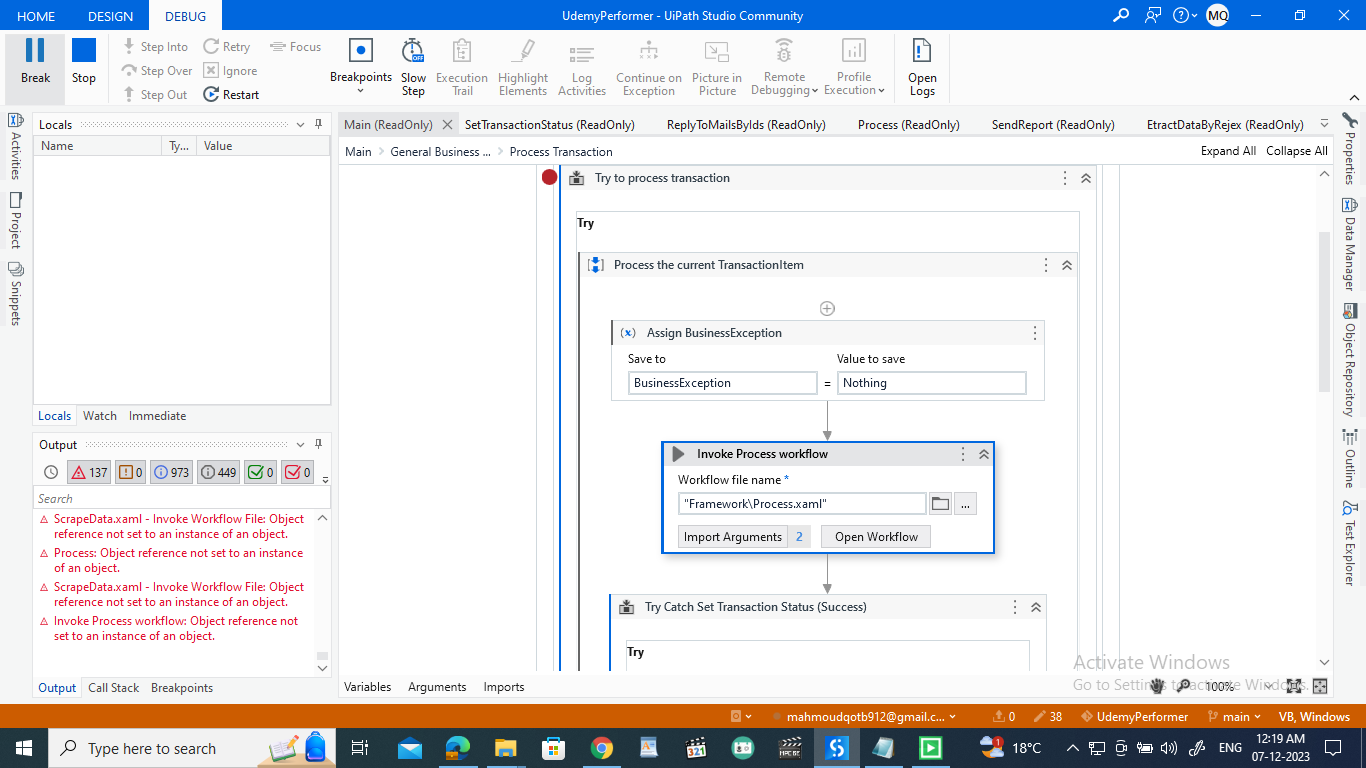 HOME DESIGN DEBUG UdemyPerformer - UiPath Studio Community MQ
Break Stop Step Into Step Over Step Out Retry Ignore Restart Focus
Breakpoints Slow Step Execution Trail Highlight Elements Log Activities Continue on Exception Picture in Picture Remote Debugging Profile Execution Open Logs
OFF
Activities
Project
Snippets
Locals
Name Ty... Value
Locals Watch Immediate
Output
137 0 973 449 0 0
Search
ScrapeData.xaml - Invoke Workflow File: Object
reference not set to an instance of an object.
Process: Object reference not set to an instance
of an object.
ScrapeData.xaml - Invoke Workflow File: Object
reference not set to an instance of an object.
Invoke Process workflow: Object reference not
set to an instance of an object.
Output Call Stack Breakpoints
Main (ReadOnly) SetTransactionStatus (ReadOnly) ReplyToMailsByIds (ReadOnly) Process (ReadOnly) SendReport (ReadOnly) EtractDataByRejex (ReadOnly)
Main General Business ... Process Transaction Expand All Collapse All
Try to process transaction
Try
Process the current TransactionItem
(x) Assign BusinessException
Save to Value to save
BusinessException = Nothing
Invoke Process workflow
Workflow file name *
"Framework\Process.xaml" ...
Import Arguments 2 Open Workflow
Try Catch Set Transaction Status (Success)
Try
Variables Arguments Imports 100%
Activate Windows
Go to Settings to activate Windows.
Properties
Data Manager
Object Repository
Outline
Test Explorer
mahmoudqotb912@gmail.c... 0 38 UdemyPerformer main VB, Windows
Type here to search 18°C ENG 12:19 AM
07-12-2023